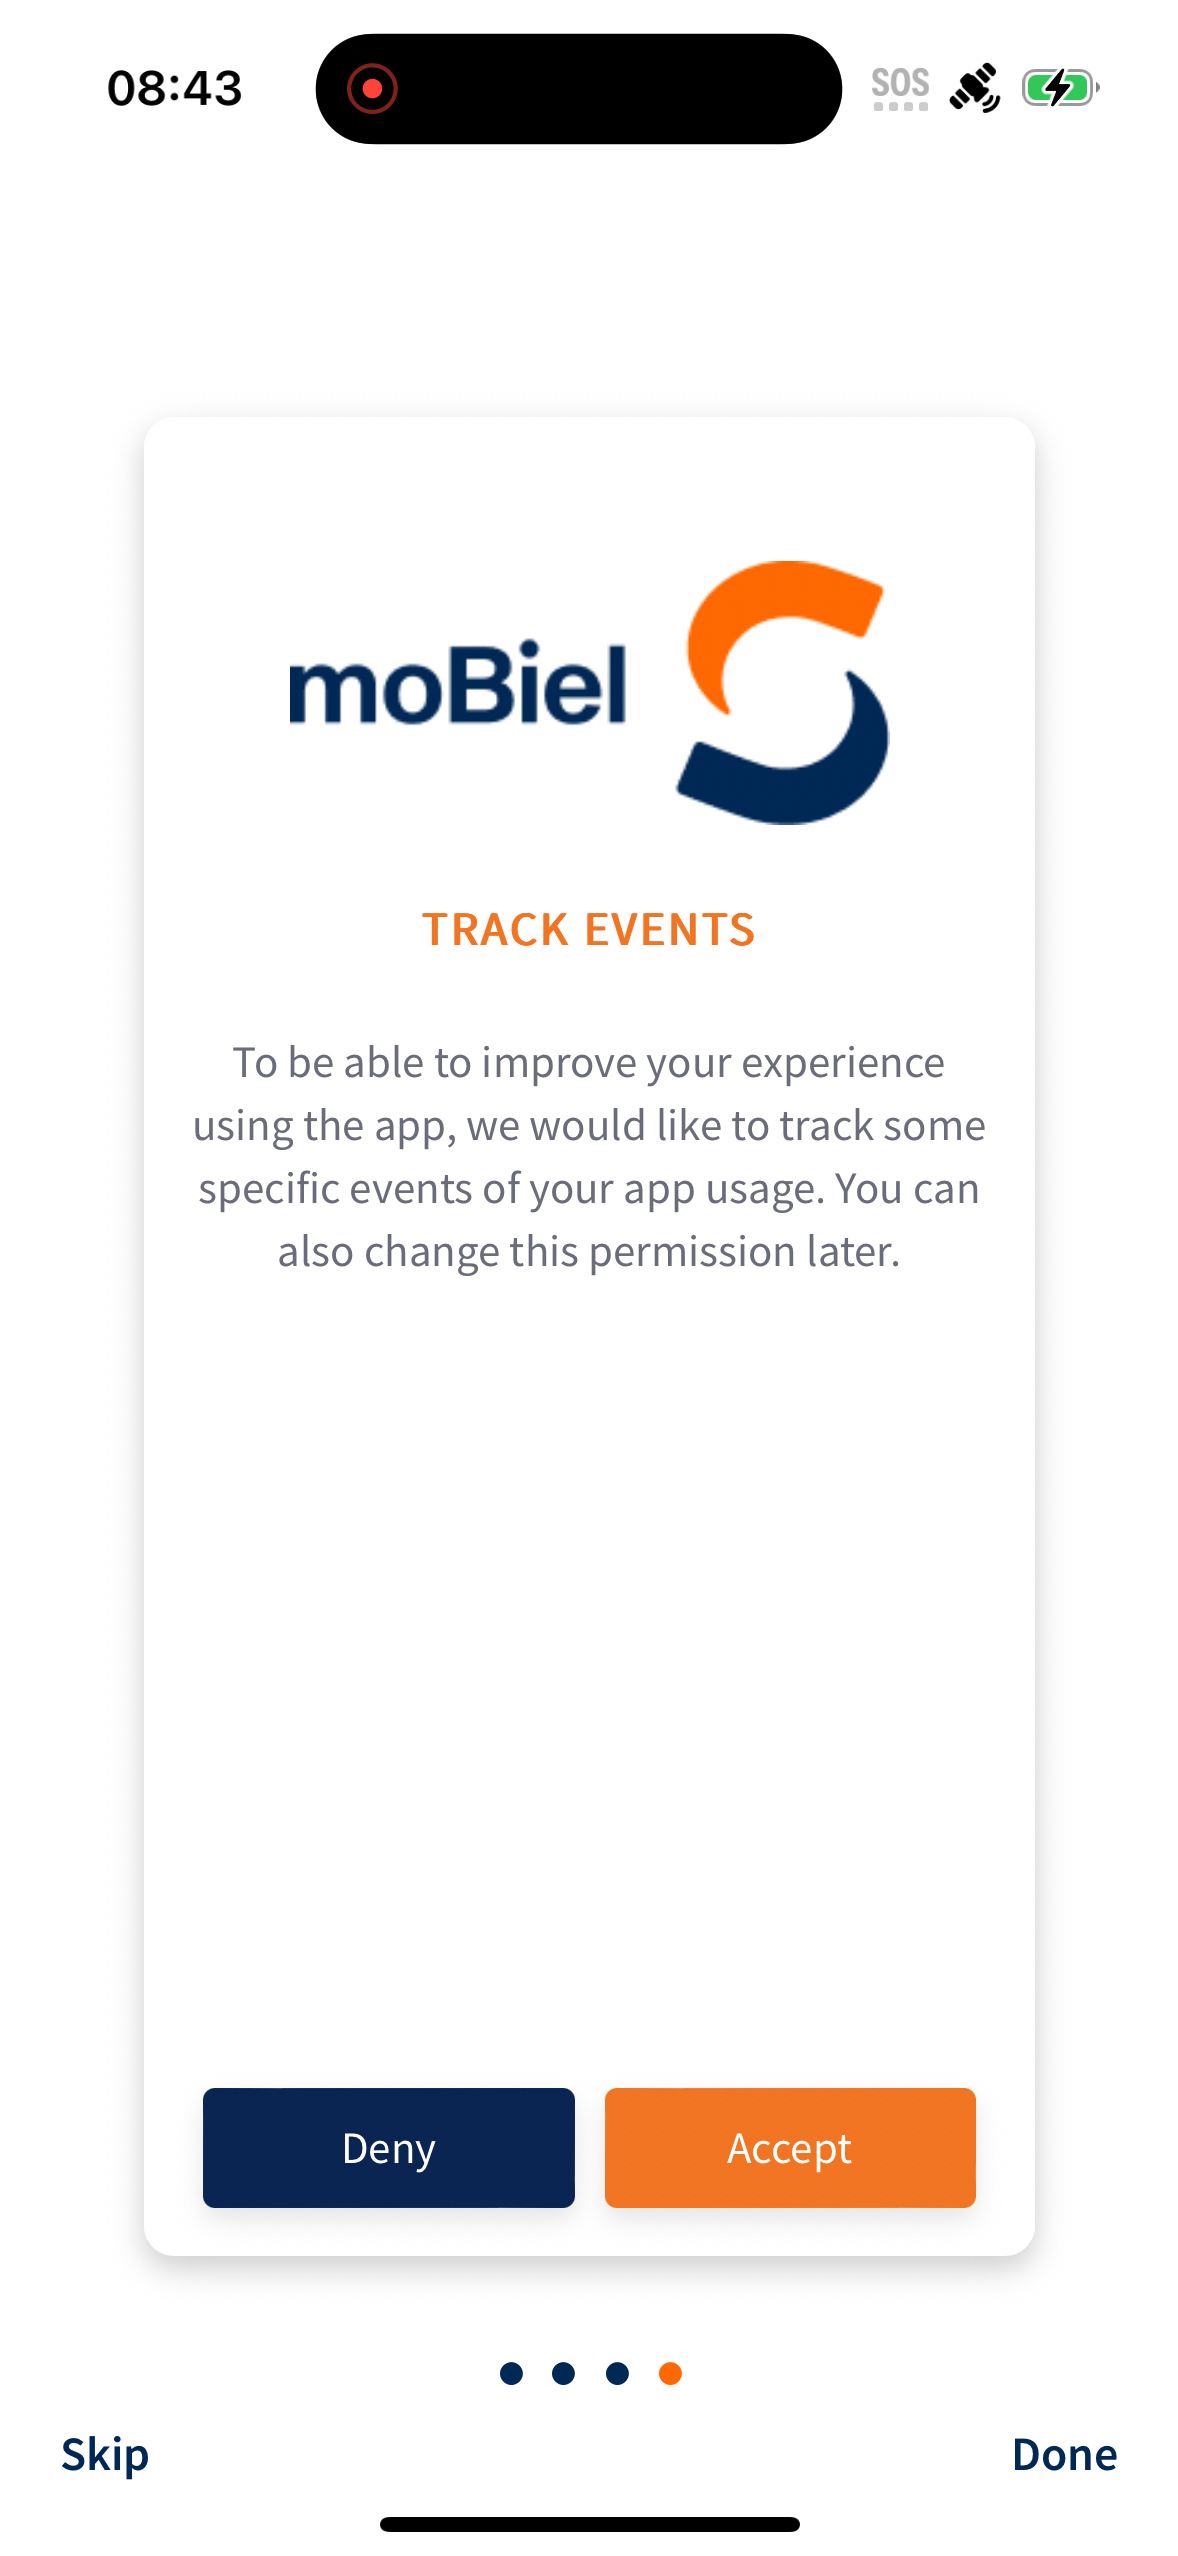 08:43
SOS
moBiel
TRACK EVENTS
To be able to improve your experience
using the app, we would like to track some
specific events of your app usage. You can
also change this permission later.
Deny
Accept
Skip
Done